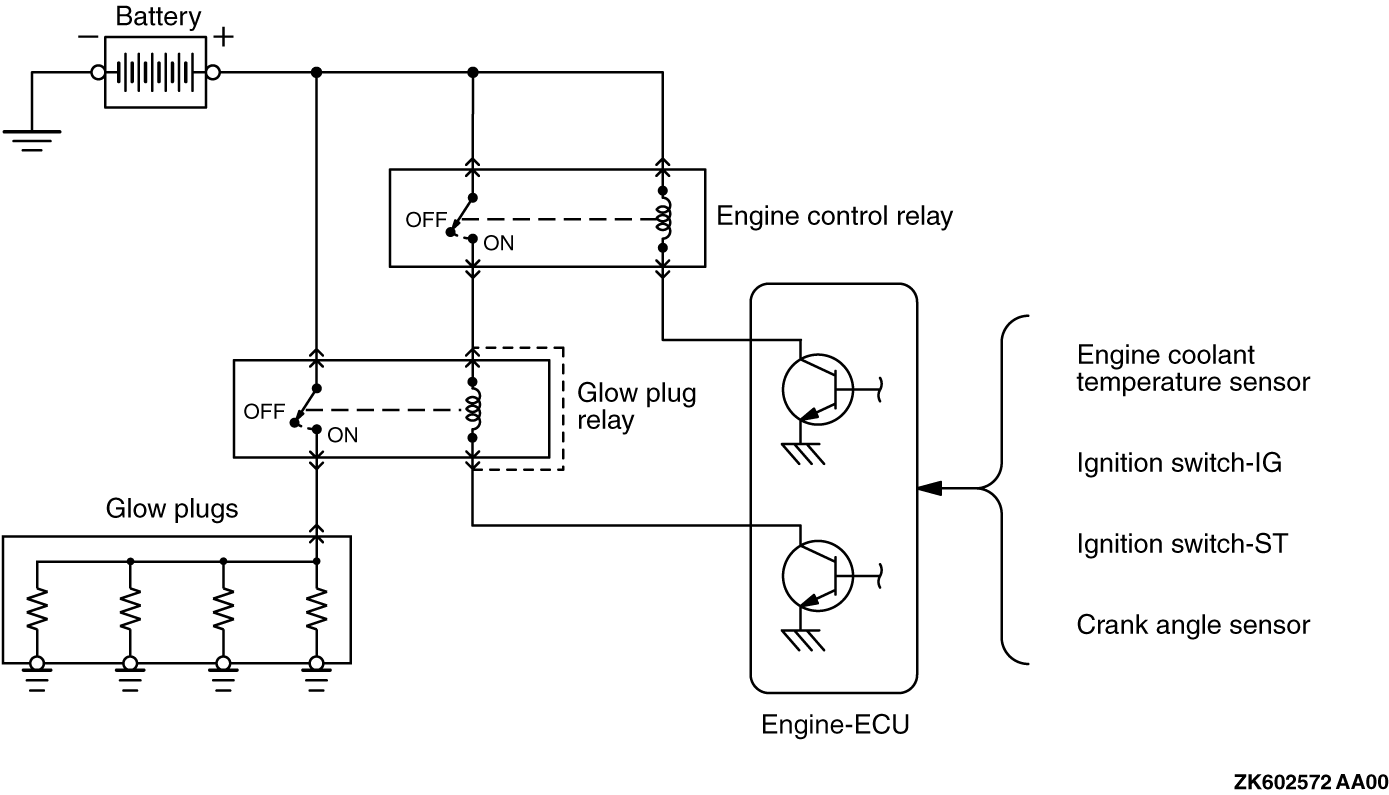 Battery
− +
OFF
ON
Engine control relay
OFF
ON
Glow plug
relay
Engine coolant
temperature sensor
Ignition switch-IG
Ignition switch-ST
Crank angle sensor
Glow plugs
Engine-ECU
ZK602572 AA00